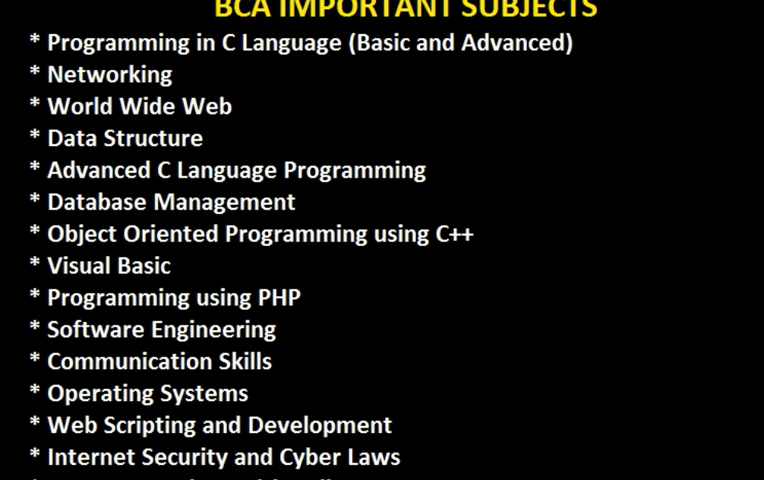 BCA IMPORTANT SUBJECTS
* Programming in C Language (Basic and Advanced)
* Networking
* World Wide Web
* Data Structure
* Advanced C Language Programming
* Database Management
* Object Oriented Programming using C++
* Visual Basic
* Programming using PHP
* Software Engineering
* Communication Skills
* Operating Systems
* Web Scripting and Development
* Internet Security and Cyber Laws